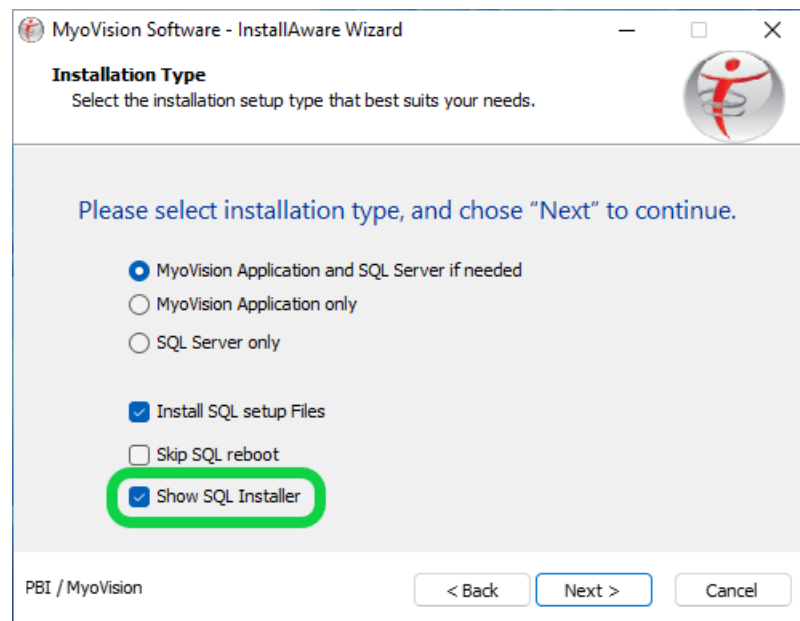 MyoVision Software - InstallAware Wizard
Installation Type
Select the installation setup type that best suits your needs.
Please select installation type, and chose “Next” to continue.
MyoVision Application and SQL Server if needed
MyoVision Application only
SQL Server only
Install SQL setup Files
Skip SQL reboot
Show SQL Installer
PBI / MyoVision
< Back
Next >
Cancel